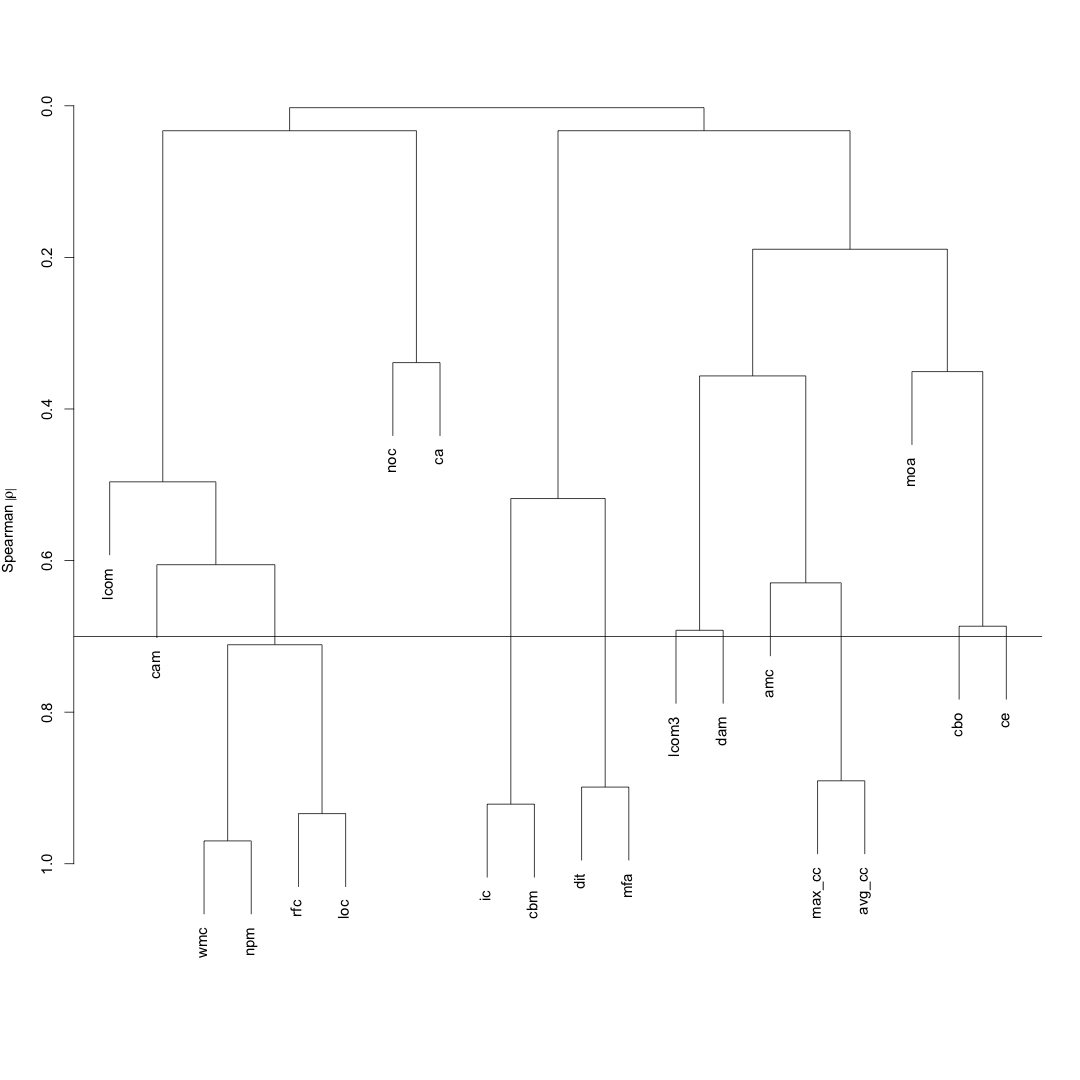 Spearman |ρ|
0.0
0.2
0.4
0.6
0.8
1.0
lcom
cam
wmc
npm
rfc
loc
noc
ca
ic
cbm
dit
mfa
lcom3
dam
amc
max_cc
avg_cc
moa
cbo
ce